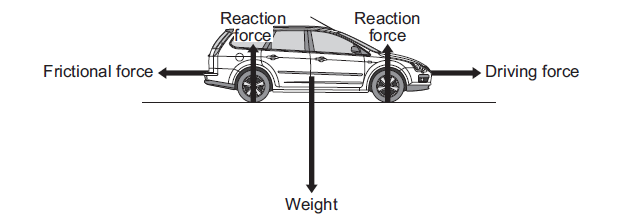 Reaction
force
Reaction
force
Frictional force
Driving force
Weight